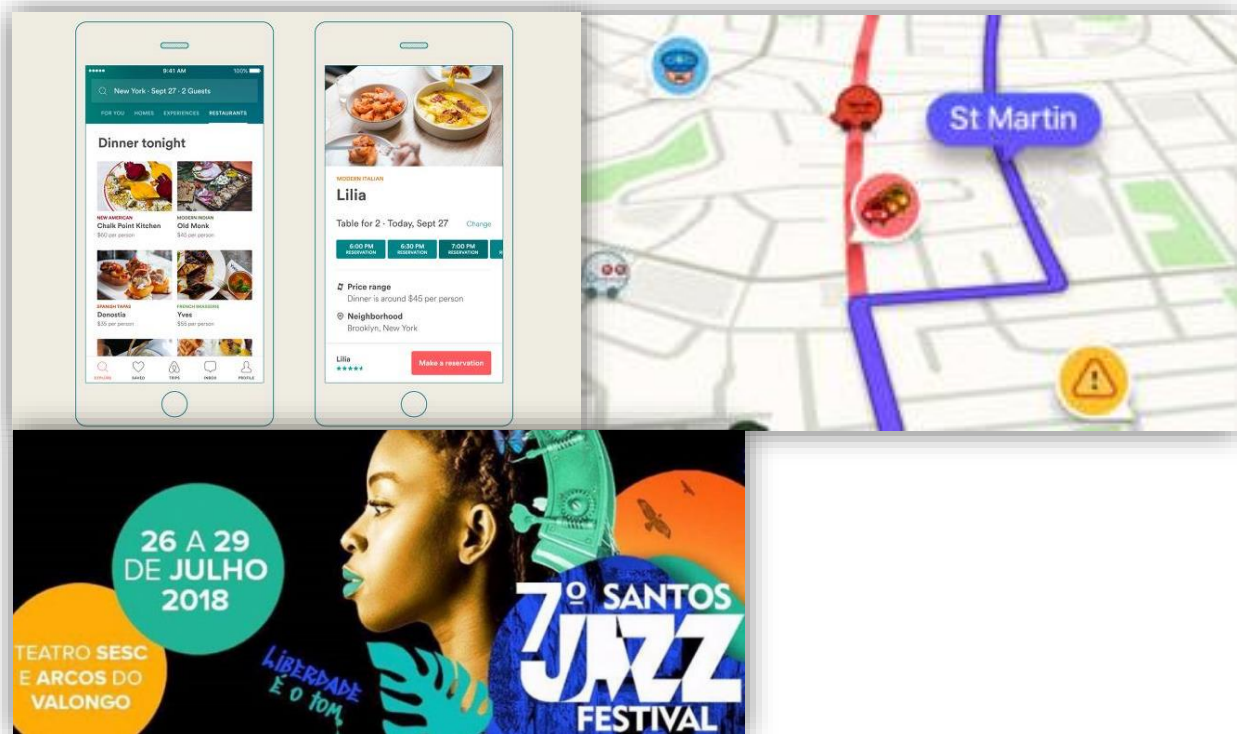 9:41 AM
100%
New York · Sept 27 · 2 Guests
FOR YOU HOMES EXPERIENCES RESTAURANTS
Dinner tonight
NEW AMERICAN
Chalk Point Kitchen
$60 per person
MODERN INDIAN
Old Monk
$45 per person
SPANISH TAPAS
Donostia
$35 per person
FRENCH BRASSERIE
Yves
$55 per person
EXPLORE SAVED TRIPS INBOX PROFILE
MODERN ITALIAN
Lilia
Table for 2 · Today, Sept 27 Change
6:00 PM
RESERVATION
6:30 PM
RESERVATION
7:00 PM
RESERVATION
Price range
Dinner is around $45 per person
Neighborhood
Brooklyn, New York
Lilia
Make a reservation
St Martin
26 A 29
DE JULHO
2018
TEATRO SESC
E ARCOS DO
VALONGO
LIBERDADE
É O TOM
7º SANTOS
JAZZ
FESTIVAL